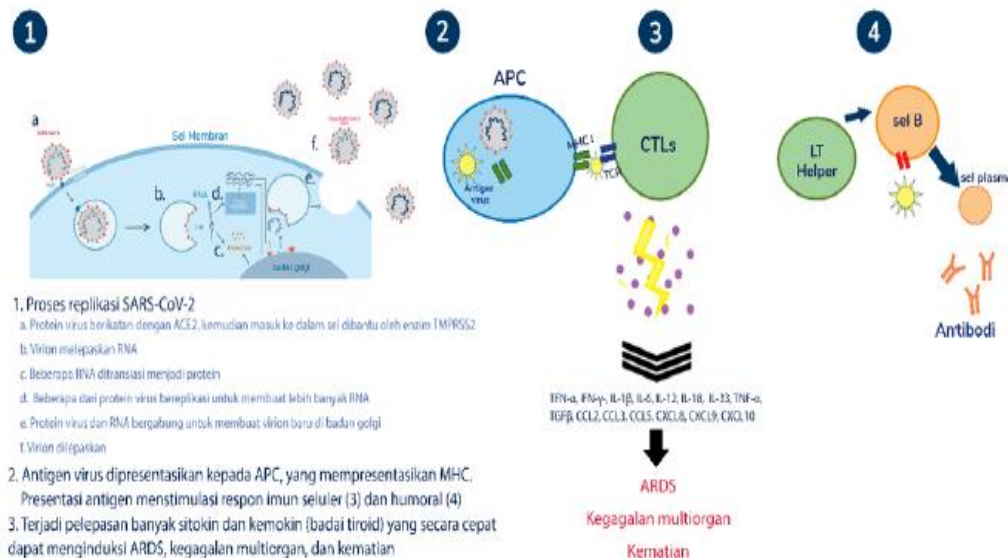 1
2
3
4
a
Sel Membran
f.
b.
RNA
d.
e.
c.
badan golgi
APC
Antigen
virus
MHC1
TCR
CTLs
LT
Helper
sel B
sel plasma
Antibodi
1. Proses replikasi SARS-CoV-2
a. Protein virus berikatan dengan ACE2, kemudian masuk ke dalam sel dibantu oleh enzim TMPRSS2
b. Virion melepaskan RNA
c. Beberapa RNA ditranslasi menjadi protein
d. Beberapa dari protein virus bereplikasi untuk membuat lebih banyak RNA
e. Protein virus dan RNA bergabung untuk membuat virion baru di badan golgi
f. Virion dilepaskan
2. Antigen virus dipresentasikan kepada APC, yang mempresentasikan MHC.
Presentasi antigen menstimulasi respon imun seluler (3) dan humoral (4)
3. Terjadi pelepasan banyak sitokin dan kemokin (badai tiroid) yang secara cepat
dapat menginduksi ARDS, kegagalan multiorgan, dan kematian
TFN-α, IFN-γ-, IL-1β, IL-6, IL-12, IL-18, IL-33, TNF-α,
TGFβ, CCL2, CCL3, CCL5, CXCL8, CXCL9, CXCL10
ARDS
Kegagalan multiorgan
Kematian